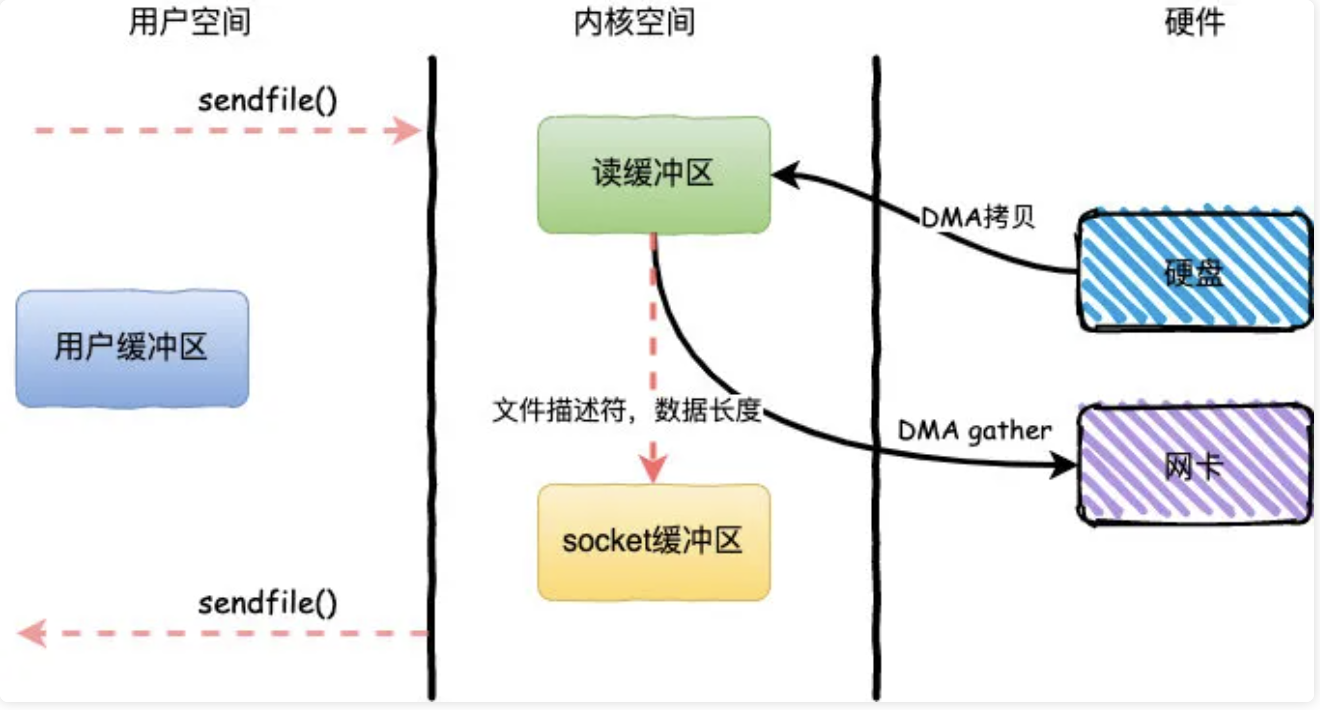 用户空间
内核空间
硬件
sendfile()
读缓冲区
DMA拷贝
硬盘
用户缓冲区
文件描述符，数据长度
DMA gather
网卡
socket缓冲区
sendfile()